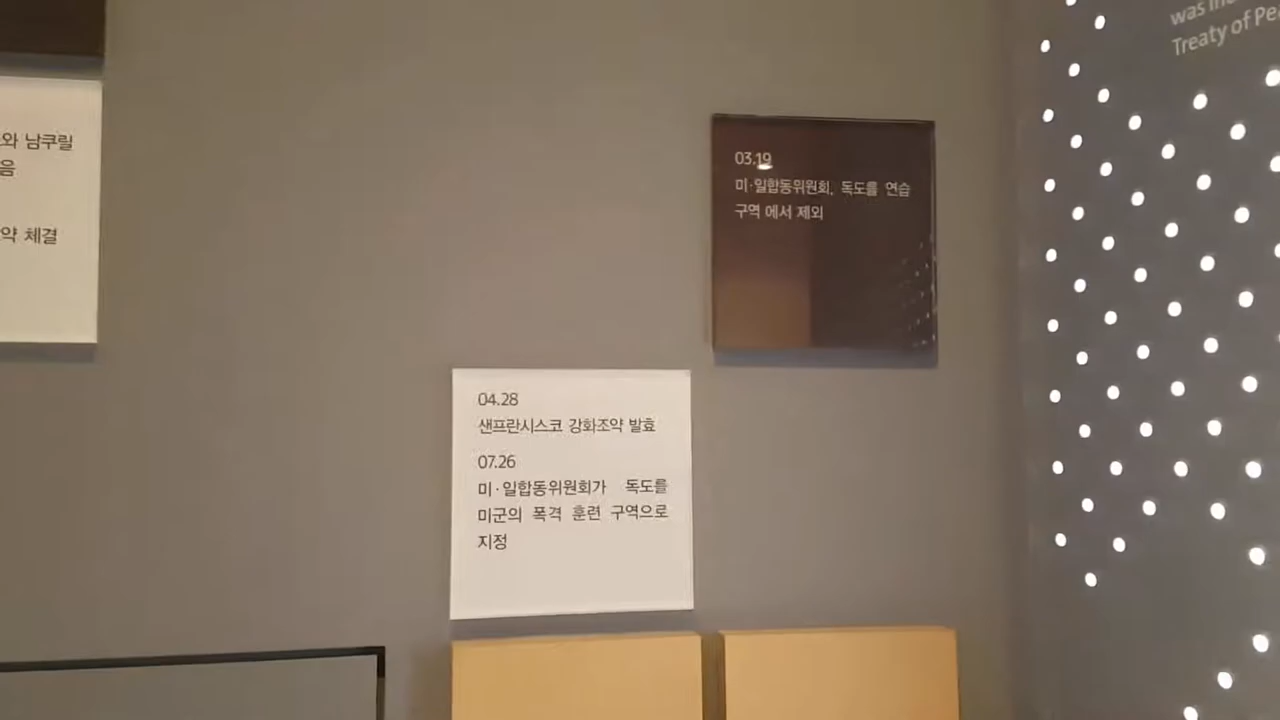 와 남쿠릴
음
약 체결
04.28
샌프란시스코 강화조약 발효
07.26
미·일합동위원회가 독도를
미군의 폭격 훈련 구역으로
지정
03.19
미·일합동위원회, 독도를 연습
구역 에서 제외
was
Treaty of